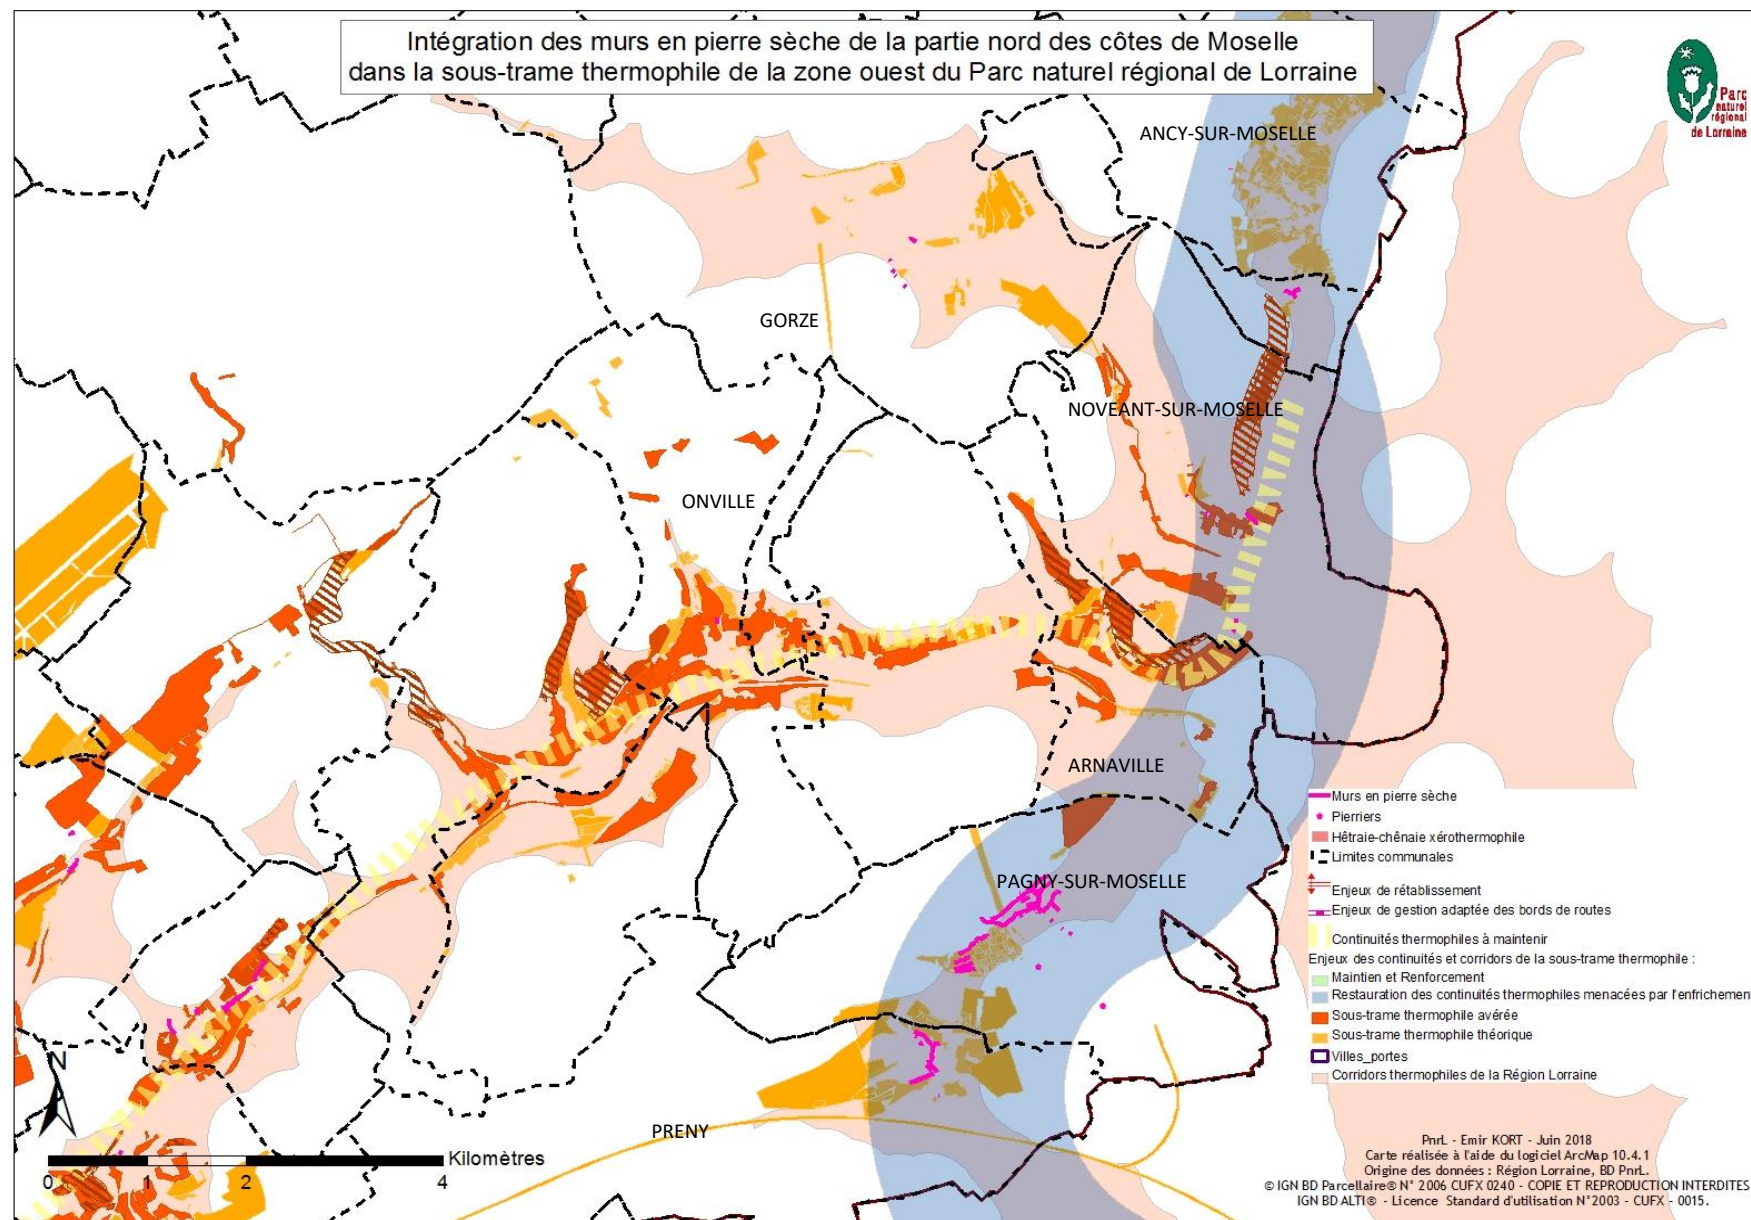 Intégration des murs en pierre sèche de la partie nord des côtes de Moselle
dans la sous-trame thermophile de la zone ouest du Parc naturel régional de Lorraine
Parc
naturel
régional
de Lorraine
ANCY-SUR-MOSELLE
GORZE
NOVEANT-SUR-MOSELLE
ONVILLE
ARNAVILLE
PAGNY-SUR-MOSELLE
PRENY
Murs en pierre sèche
Pierriers
Hêtraie-chênaie xérothermophile
Limites communales
Enjeux de rétablissement
Enjeux de gestion adaptée des bords de routes
Continuités thermophiles à maintenir
Enjeux des continuités et corridors de la sous-trame thermophile :
Maintien et Renforcement
Restauration des continuités thermophiles menacées par l'enfrichemen
Sous-trame thermophile avérée
Sous-trame thermophile théorique
Villes_portes
Corridors thermophiles de la Région Lorraine
N
Kilomètres
0 1 2 4
PnrL - Emir KORT - Juin 2018
Carte réalisée à l'aide du logiciel ArcMap 10.4.1
Origine des données : Région Lorraine, BD PnrL.
© IGN BD Parcellaire® N° 2006 CUFX 0240 - COPIE ET REPRODUCTION INTERDITES
IGN BD ALTI® - Licence Standard d'utilisation N°2003 - CUFX - 0015.